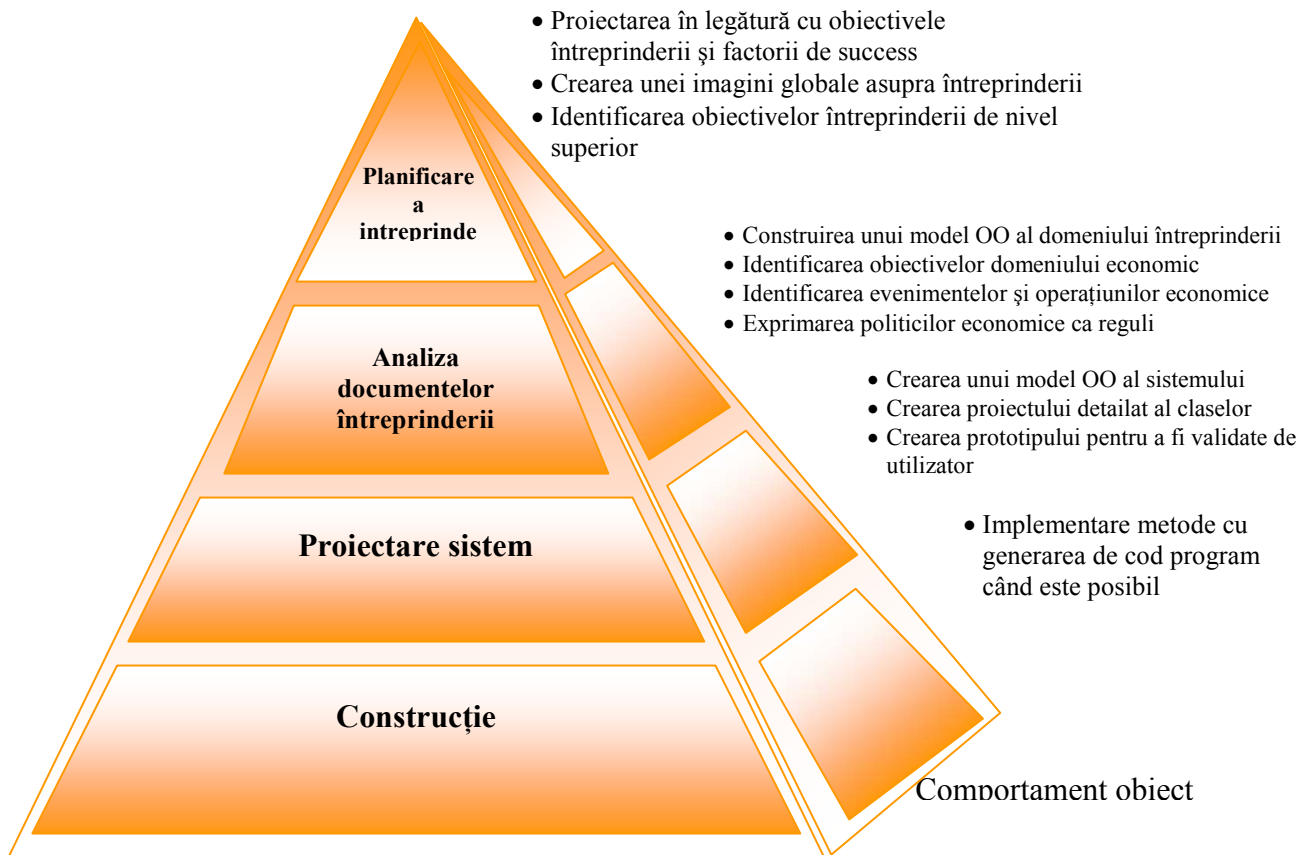 • Proiectarea în legătură cu obiectivele
întreprinderii şi factorii de success
• Crearea unei imagini globale asupra întreprinderii
• Identificarea obiectivelor întreprinderii de nivel
superior
Planificare
a
intreprinde
• Construirea unui model OO al domeniului întreprinderii
• Identificarea obiectivelor domeniului economic
• Identificarea evenimentelor şi operațiunilor economice
• Exprimarea politicilor economice ca reguli
Analiza
documentelor
întreprinderii
• Crearea unui model OO al sistemului
• Crearea proiectului detailat al claselor
• Crearea prototipului pentru a fi validate de
utilizator
Proiectare sistem
• Implementare metode cu
generarea de cod program
când este posibil
Construcție
Comportament obiect